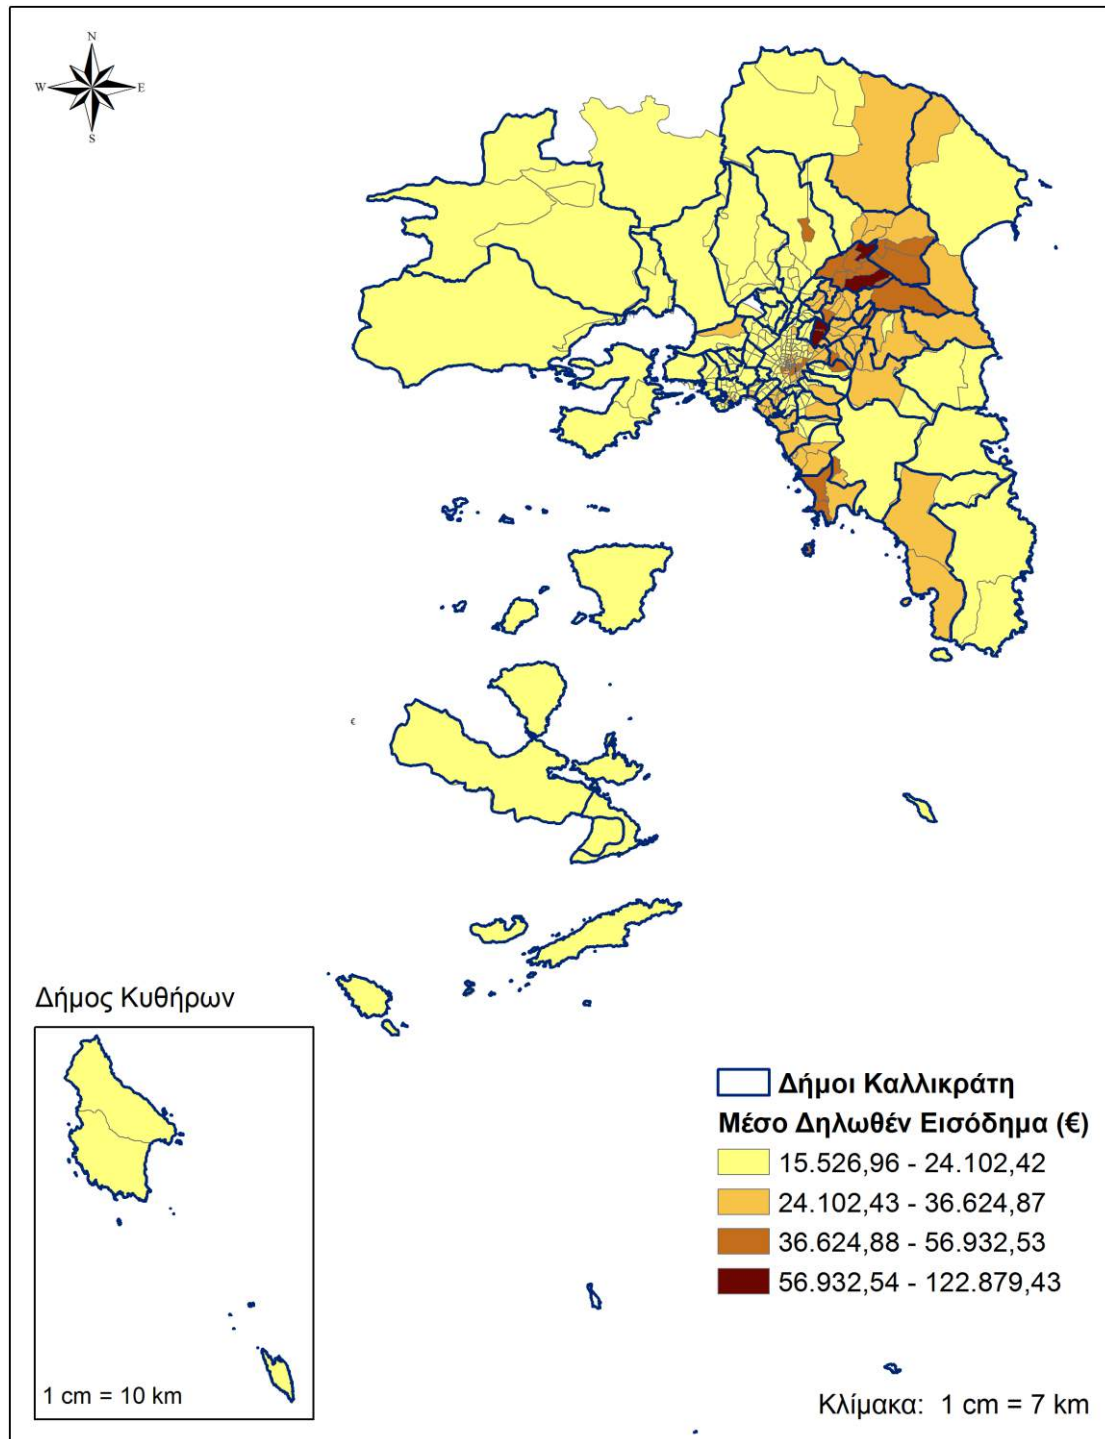 N
W E
S
€
Δήμος Κυθήρων
1 cm = 10 km
Δήμοι Καλλικράτη
Μέσο Δηλωθέν Εισόδημα (€)
15.526,96 - 24.102,42
24.102,43 - 36.624,87
36.624,88 - 56.932,53
56.932,54 - 122.879,43
Κλίμακα: 1 cm = 7 km